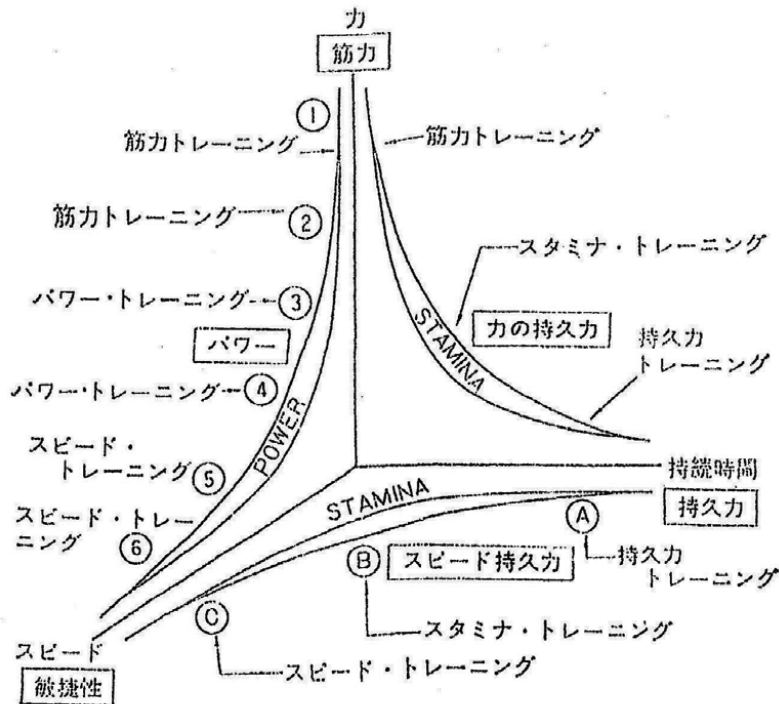 力
筋力
①
筋力トレーニング
筋力トレーニング
筋力トレーニング
②
スタミナ・トレーニング
パワー・トレーニング
③
パワー
STAMINA
力の持久力
持久力
トレーニング
パワー・トレーニング
④
POWER
スピード・
トレーニング
⑤
持続時間
STAMINA
持久力
スピード・トレー
ニング
⑥
Ⓐ
Ⓑ
スピード持久力
持久力
トレーニング
Ⓒ
スタミナ・トレーニング
スピード
スピード・トレーニング
敏捷性